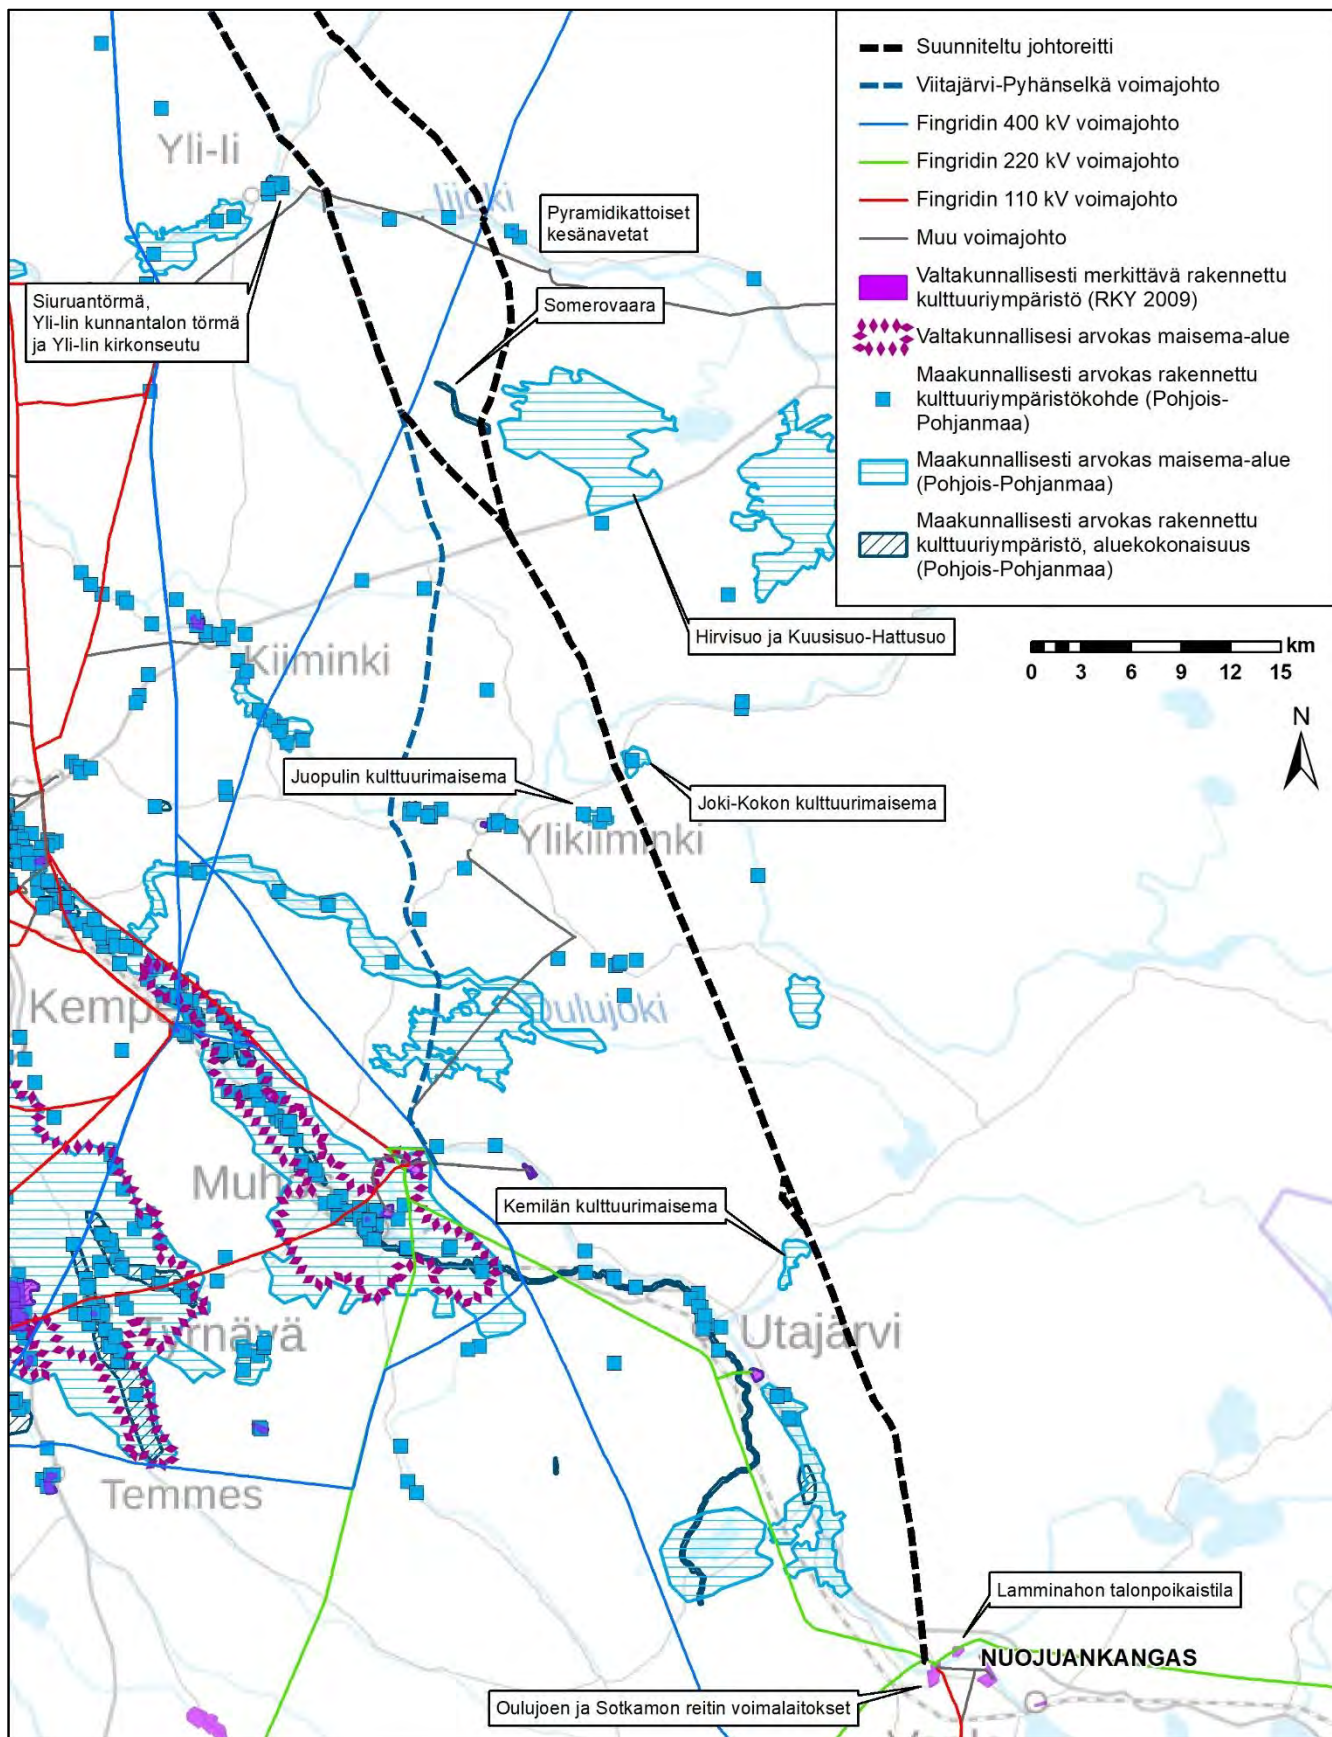 Suunniteltu johtoreitti
Viitajärvi-Pyhänselkä voimajohto
Fingridin 400 kV voimajohto
Fingridin 220 kV voimajohto
Fingridin 110 kV voimajohto
Muu voimajohto
Valtakunnallisesti merkittävä rakennettu
kulttuuriympäristö (RKY 2009)
Valtakunnallisesi arvokas maisema-alue
Maakunnallisesti arvokas rakennettu
kulttuuriympäristökohde (Pohjois-
Pohjanmaa)
Maakunnallisesti arvokas maisema-alue
(Pohjois-Pohjanmaa)
Maakunnallisesti arvokas rakennettu
kulttuuriympäristö, aluekokonaisuus
(Pohjois-Pohjanmaa)
km
0 3 6 9 12 15
N
Yli-Ii
Iijoki
Pyramidikattoiset
kesänavetat
Siuruantörmä,
Yli-Iin kunnantalon törmä
ja Yli-Iin kirkonseutu
Somerovaara
Hirvisuo ja Kuusisuo-Hattusuo
Kiiminki
Juopulin kulttuurimaisema
Joki-Kokon kulttuurimaisema
Ylikiiminki
Oulujoki
Kemilän kulttuurimaisema
Utajärvi
Tyrnävä
Temmes
Lamminahon talonpoikaistila
NUOJUANKANGAS
Oulujoen ja Sotkamon reitin voimalaitokset